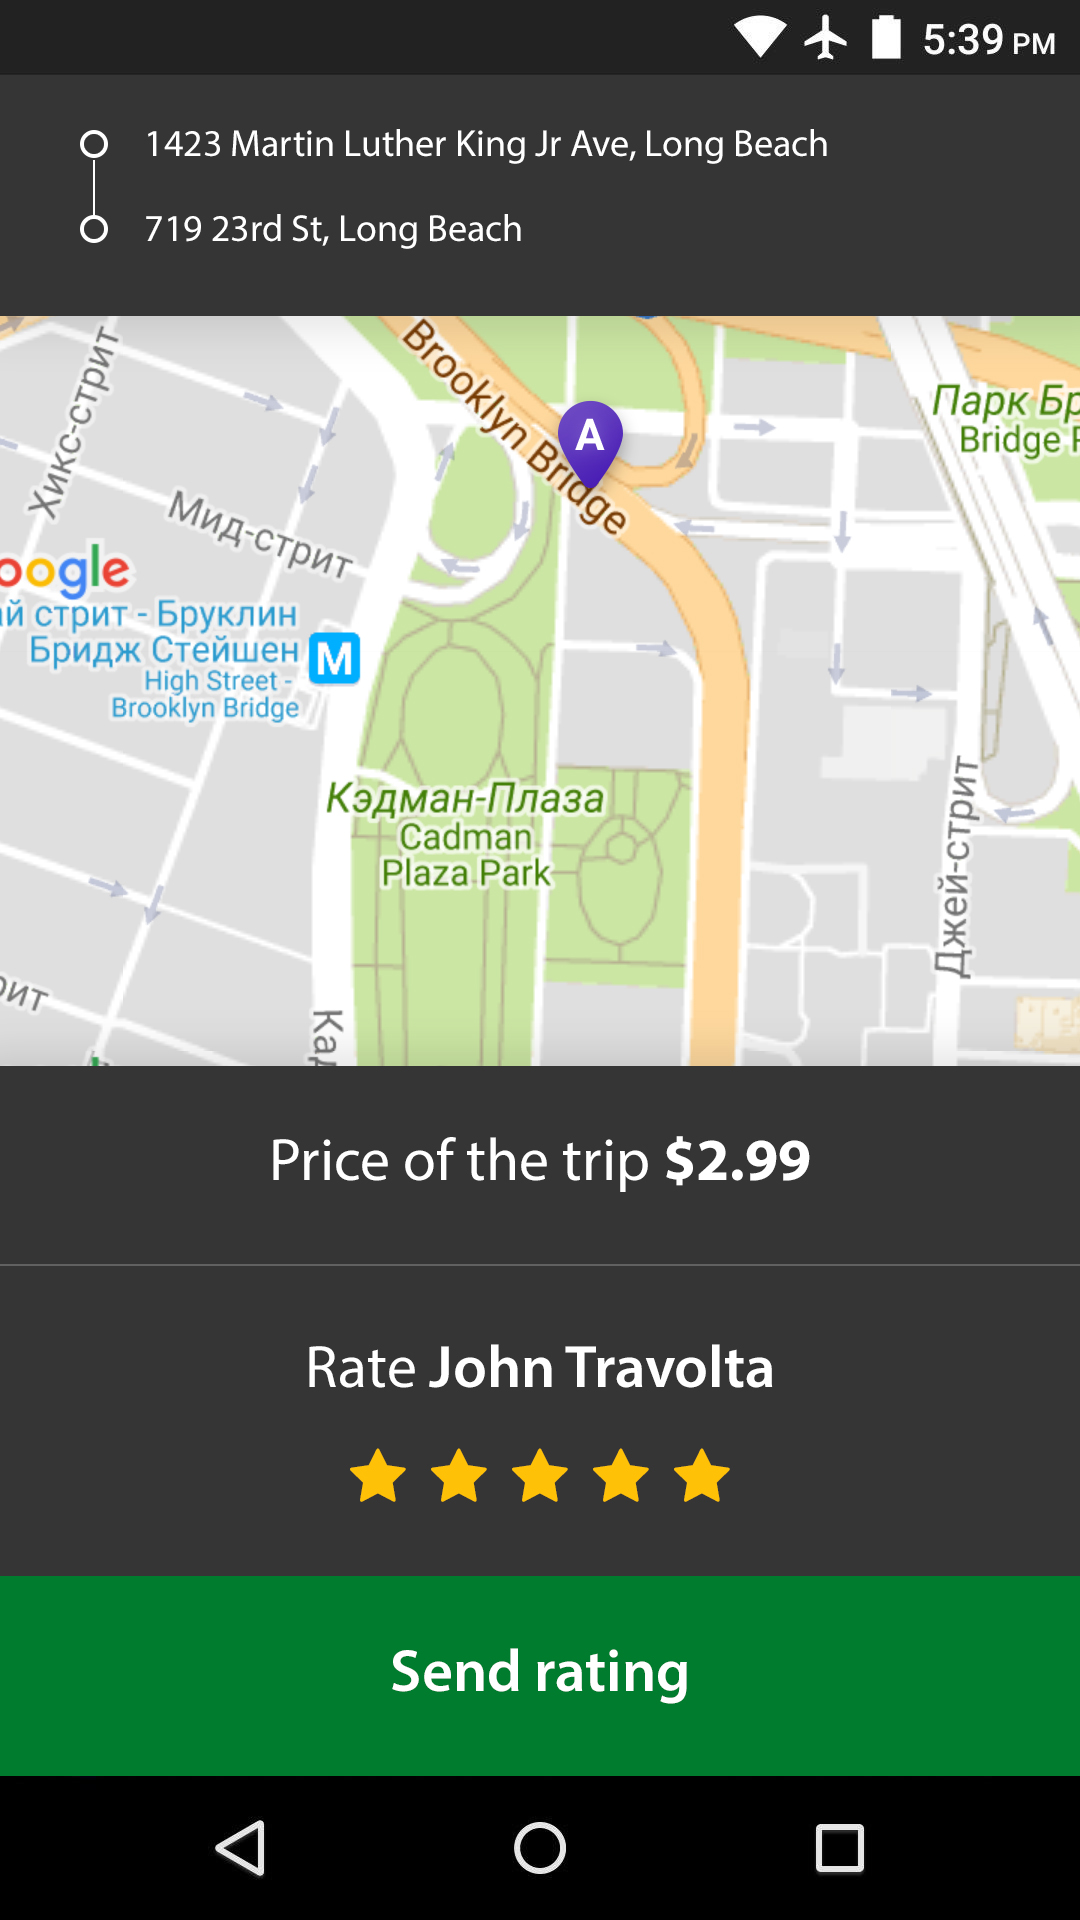 5:39 PM
1423 Martin Luther King Jr Ave, Long Beach
719 23rd St, Long Beach
Хикс-стрит
Brooklyn Bridge
A
Парк Бр
Bridge P
Мид-стрит
oogle
ай стрит - Бруклин
Бридж Стейшен
High Street -
Brooklyn Bridge
M
Кэдман-Плаза
Cadman
Plaza Park
Джей-стрит
рит
Кад
Price of the trip $2.99
Rate John Travolta
Send rating